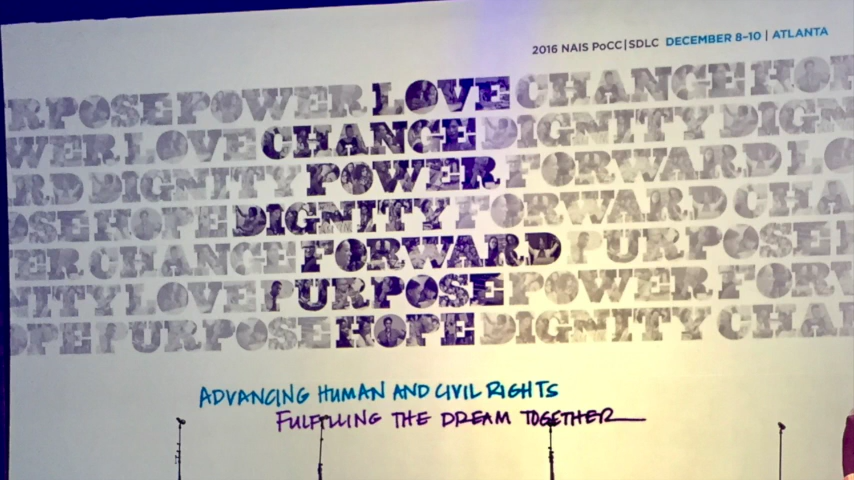 2016 NAIS PoCC|SDLC DECEMBER 8–10 | ATLANTA
RPOSE POWER LOVE CHANGE HOP
WER LOVE CHANGE DIGNITY DIGN
RD DIGNITY POWER FORWARD LO
OSE HOPE DIGNITY FORWARD CHA
ER CHANGE FORWARD PURPOSE
NITY LOVE PURPOSE POWER FORW
OPE PURPOSE HOPE DIGNITY CHA
ADVANCING HUMAN AND CIVIL RIGHTS
FULFILLING THE DREAM TOGETHER